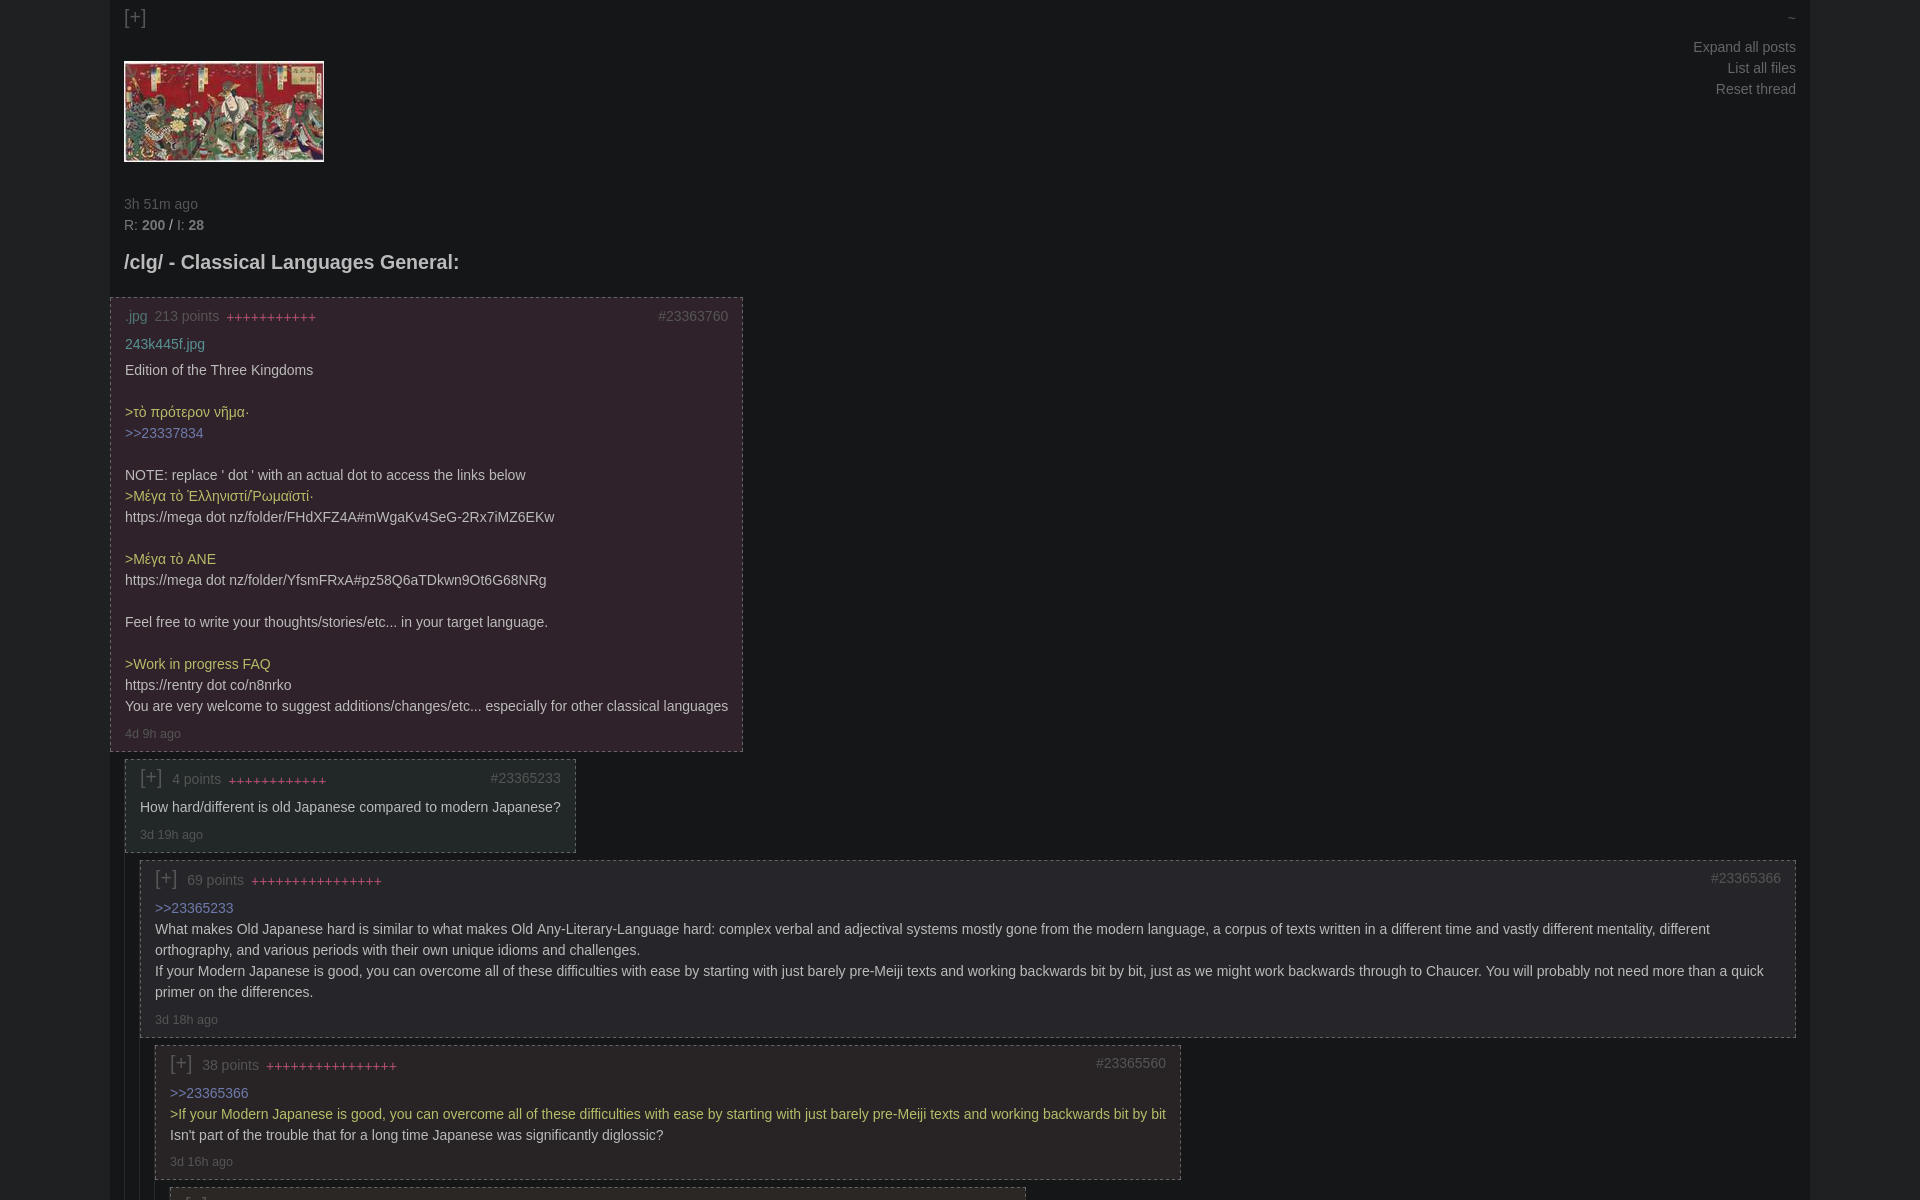 [+]
~
Expand all posts
List all files
Reset thread
3h 51m ago
R: 200 / I: 28
/clg/ - Classical Languages General:
.jpg 213 points +++++++++++ #23363760
243k445f.jpg
Edition of the Three Kingdoms
>τὸ πρότερον νῆμα·
>>23337834
NOTE: replace ' dot ' with an actual dot to access the links below
>Μέγα τὸ Ἑλληνιστί/Ῥωμαϊστί·
https://mega dot nz/folder/FHdXFZ4A#mWgaKv4SeG-2Rx7iMZ6EKw
>Μέγα τὸ ANE
https://mega dot nz/folder/YfsmFRxA#pz58Q6aTDkwn9Ot6G68NRg
Feel free to write your thoughts/stories/etc... in your target language.
>Work in progress FAQ
https://rentry dot co/n8nrko
You are very welcome to suggest additions/changes/etc... especially for other classical languages
4d 9h ago
[+] 4 points ++++++++++++ #23365233
How hard/different is old Japanese compared to modern Japanese?
3d 19h ago
[+] 69 points ++++++++++++++++ #23365366
>>23365233
What makes Old Japanese hard is similar to what makes Old Any-Literary-Language hard: complex verbal and adjectival systems mostly gone from the modern language, a corpus of texts written in a different time and vastly different mentality, different
orthography, and various periods with their own unique idioms and challenges.
If your Modern Japanese is good, you can overcome all of these difficulties with ease by starting with just barely pre-Meiji texts and working backwards bit by bit, just as we might work backwards through to Chaucer. You will probably not need more than a quick
primer on the differences.
3d 18h ago
[+] 38 points ++++++++++++++++ #23365560
>>23365366
>If your Modern Japanese is good, you can overcome all of these difficulties with ease by starting with just barely pre-Meiji texts and working backwards bit by bit
Isn't part of the trouble that for a long time Japanese was significantly diglossic?
3d 16h ago